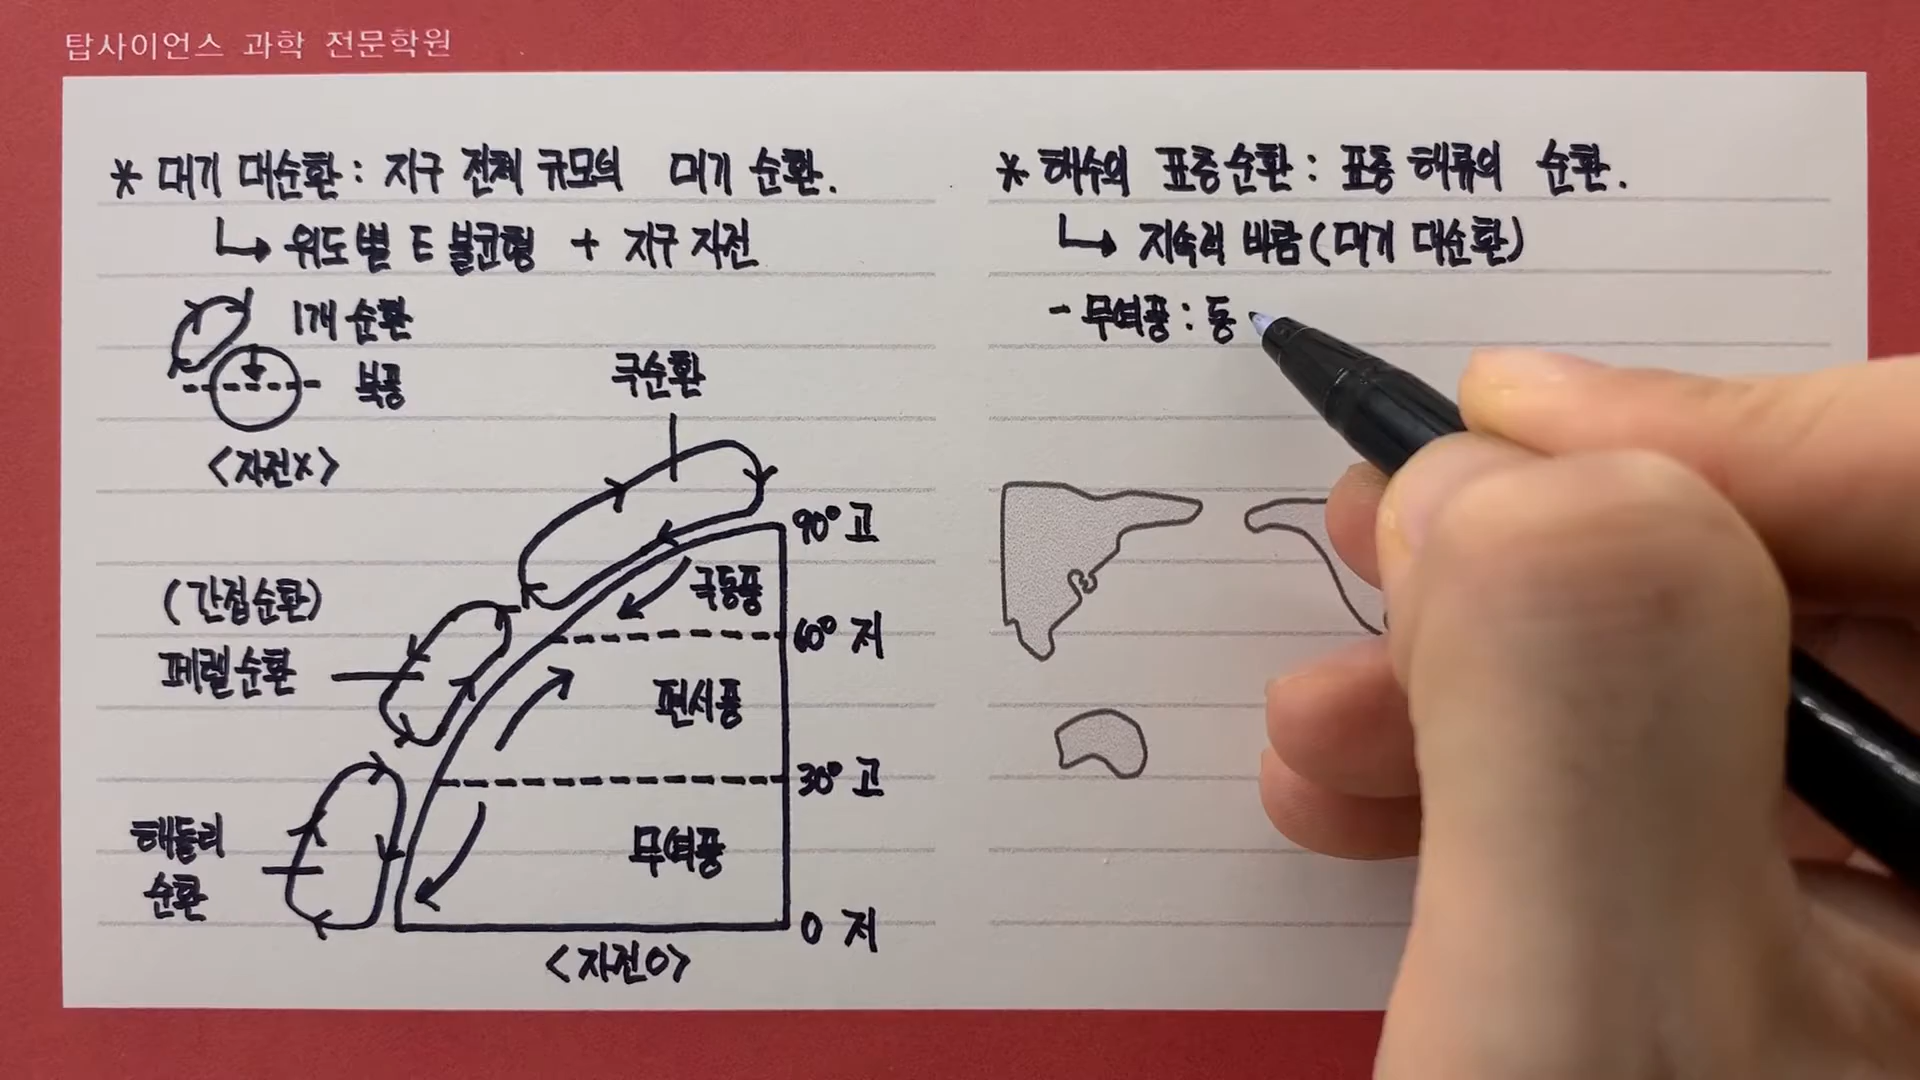 탑사이언스 과학 전문학원
* 대기 대순환 : 지구 전체 규모의 대기 순환.
↳ 위도별 E 불균형 + 지구 자전
1개 순환
북풍
<자전X>
극순환
90° 고
극동풍
(간접순환)
페렐순환
60° 저
편서풍
30° 고
해들리
순환
무역풍
0 저
<자전O>
* 해수의 표층순환 : 표층 해류의 순환.
↳ 지속적 바람(대기 대순환)
- 무역풍 : 동